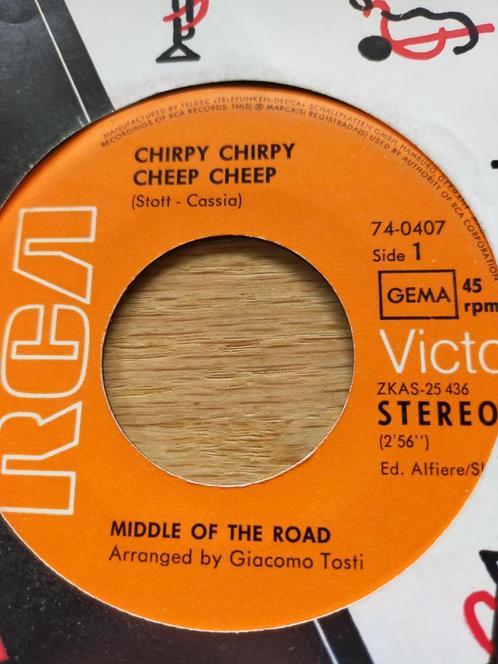 MANUFACTURED BY TELDEC »TELEFUNKEN-DECCA« SCHALLPLATTEN GMBH, HAMBURG, GERMANY
RECORDINGS OF RCA RECORDS. TM(S) ® MARCA(S) REGISTRADA(S) USED BY AUTHORITY OF RCA CORPORATION
CHIRPY CHIRPY
CHEEP CHEEP
(Stott - Cassia)
74-0407
Side 1
GEMA
45
rpm
RCA
Victo
ZKAS-25 436
STEREO
(2'56'')
Ed. Alfiere/
MIDDLE OF THE ROAD
Arranged by Giacomo Tosti